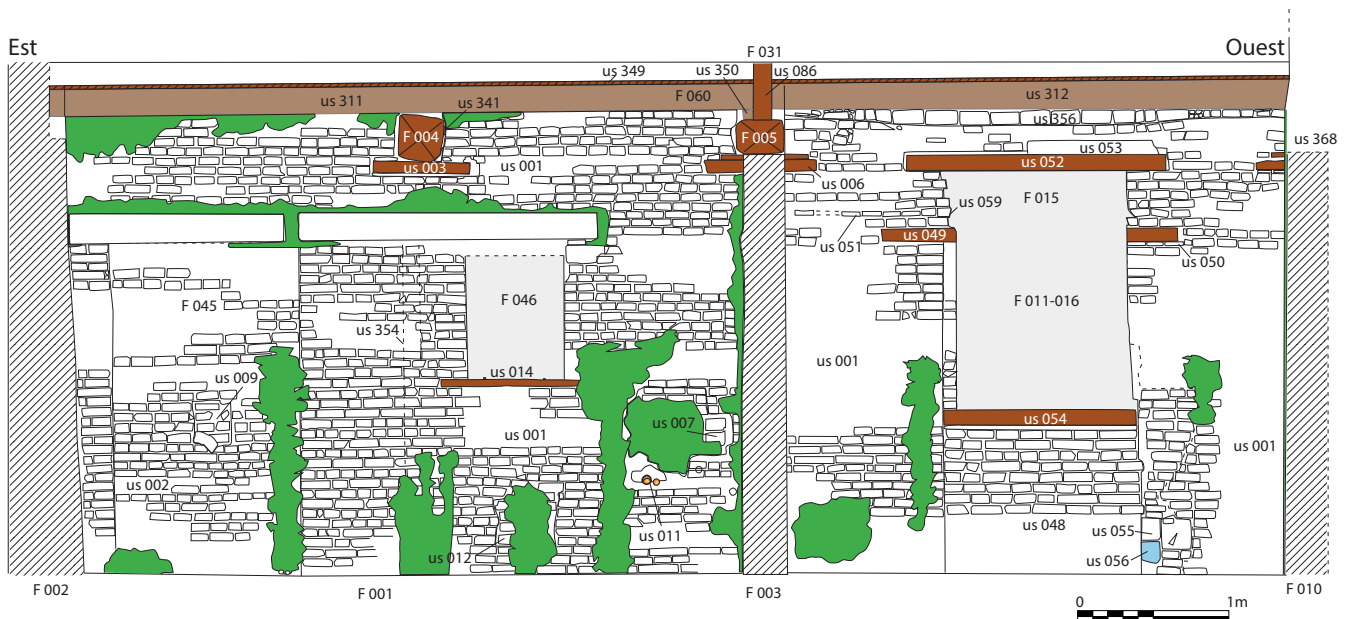 Est
Ouest
F 031
us 349
us 350
us 086
us 311
us 341
F 060
us 312
us 356
F 004
F 005
us 053
us 368
us 003
us 001
us 052
us 006
F 015
us 059
us 051
us 049
us 050
F 045
F 046
F 011-016
us 354
us 001
us 014
us 009
us 007
us 054
us 001
us 001
us 002
us 048
us 055
us 011
us 012
us 056
F 002
F 001
F 003
F 010
0
1m